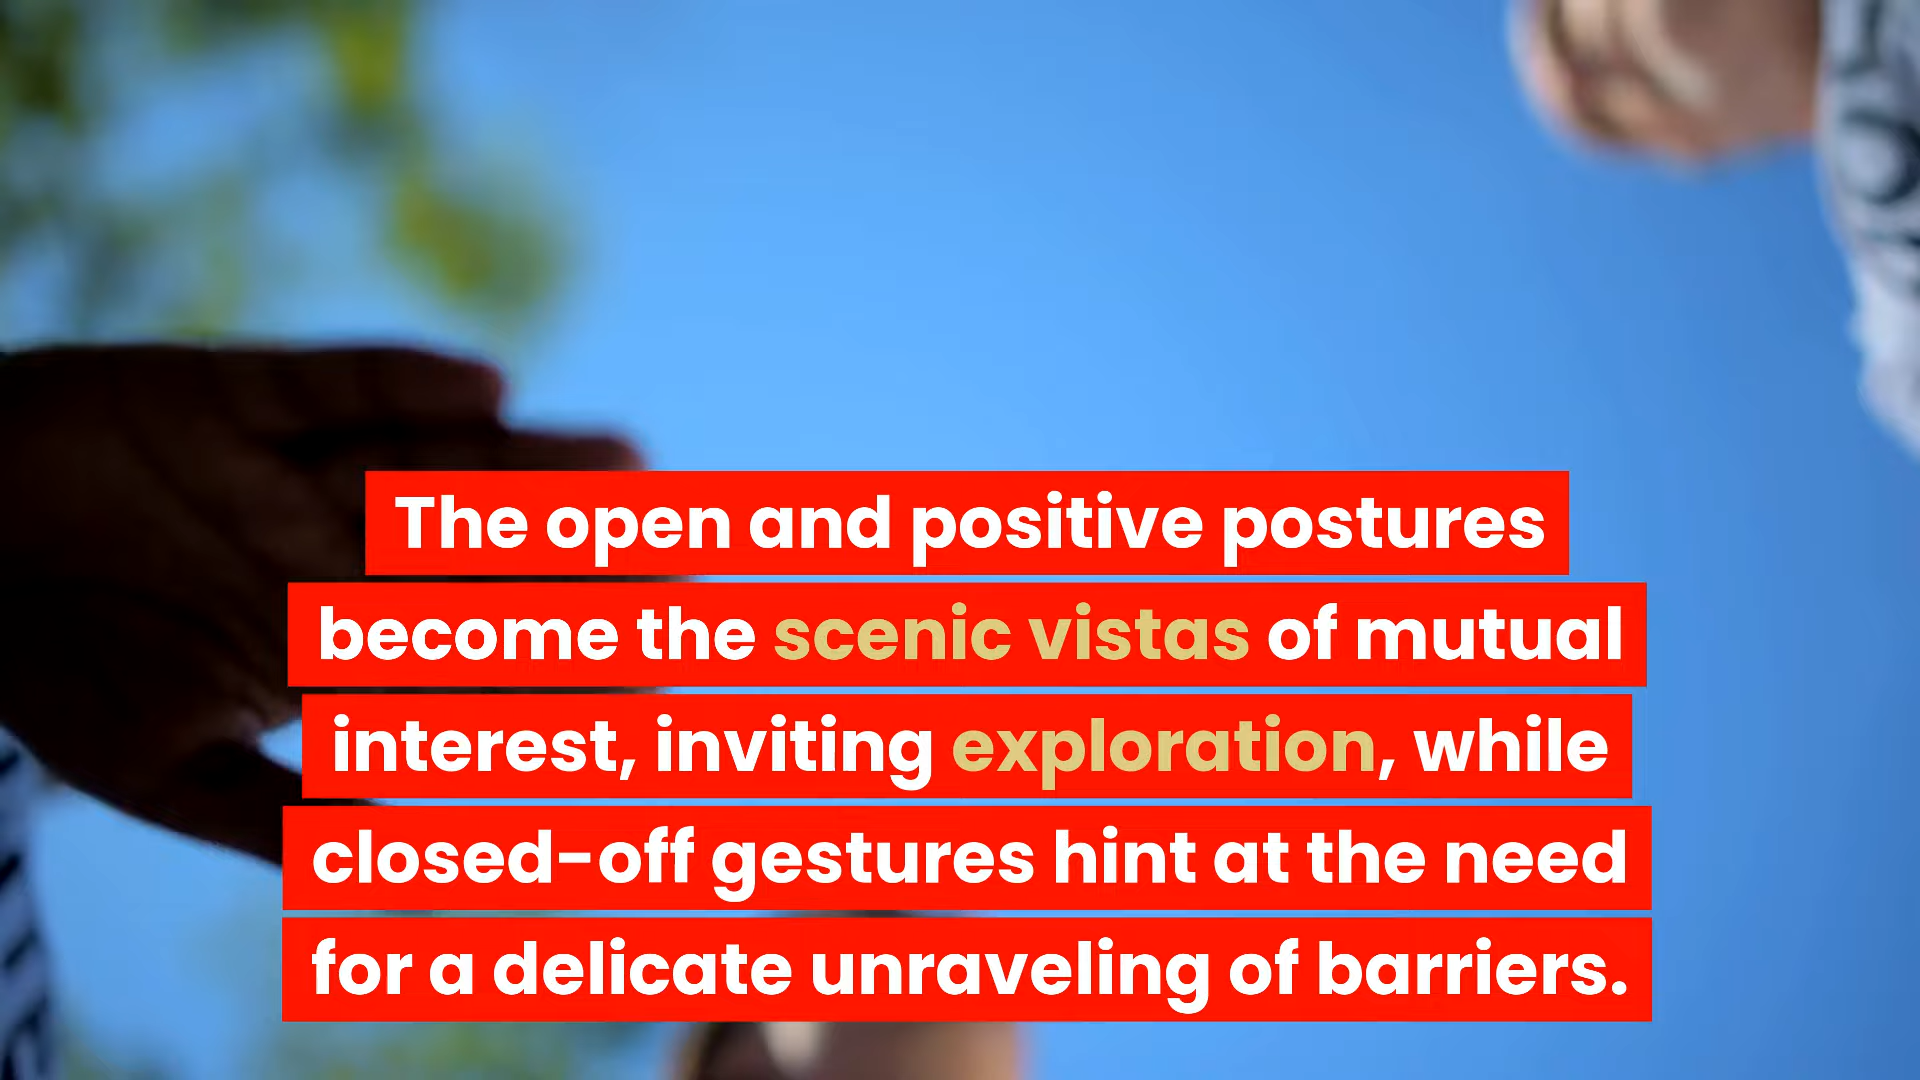 The open and positive postures
become the scenic vistas of mutual
interest, inviting exploration, while
closed-off gestures hint at the need
for a delicate unraveling of barriers.